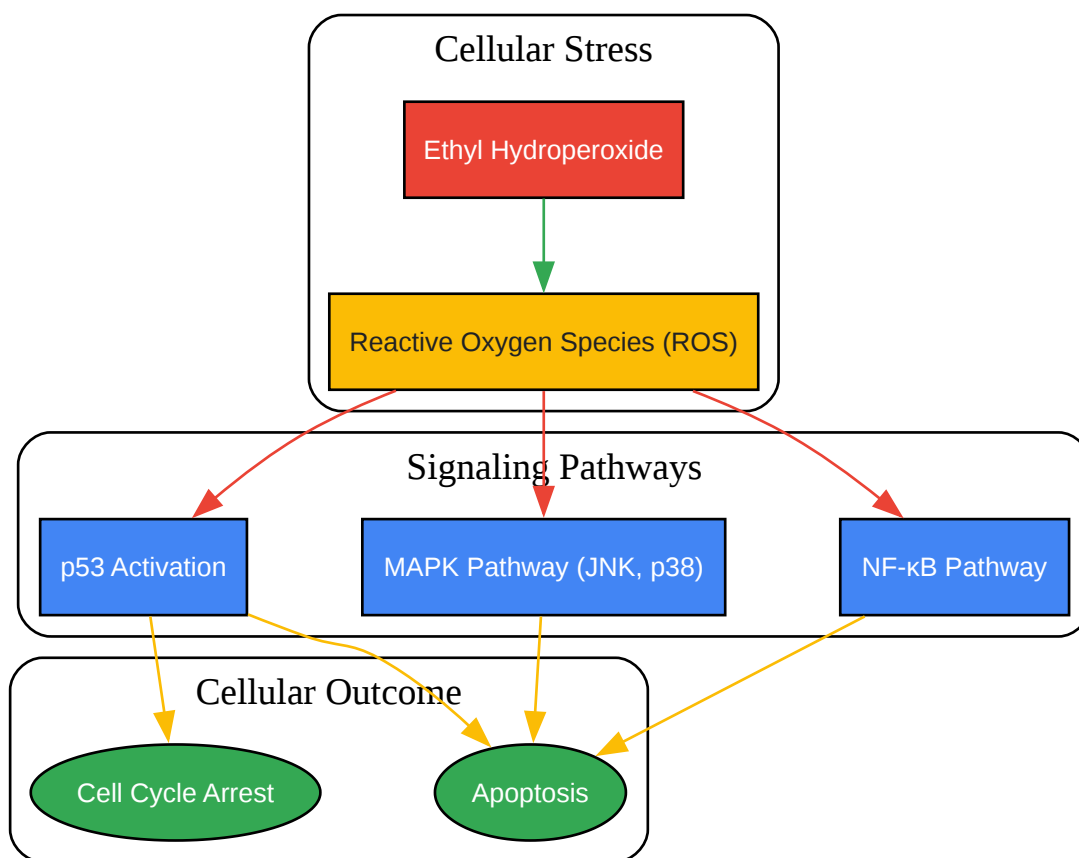 Cellular Stress
Ethyl Hydroperoxide
Reactive Oxygen Species (ROS)
Signaling Pathways
p53 Activation
MAPK Pathway (JNK, p38)
NF-κB Pathway
Cellular Outcome
Cell Cycle Arrest
Apoptosis